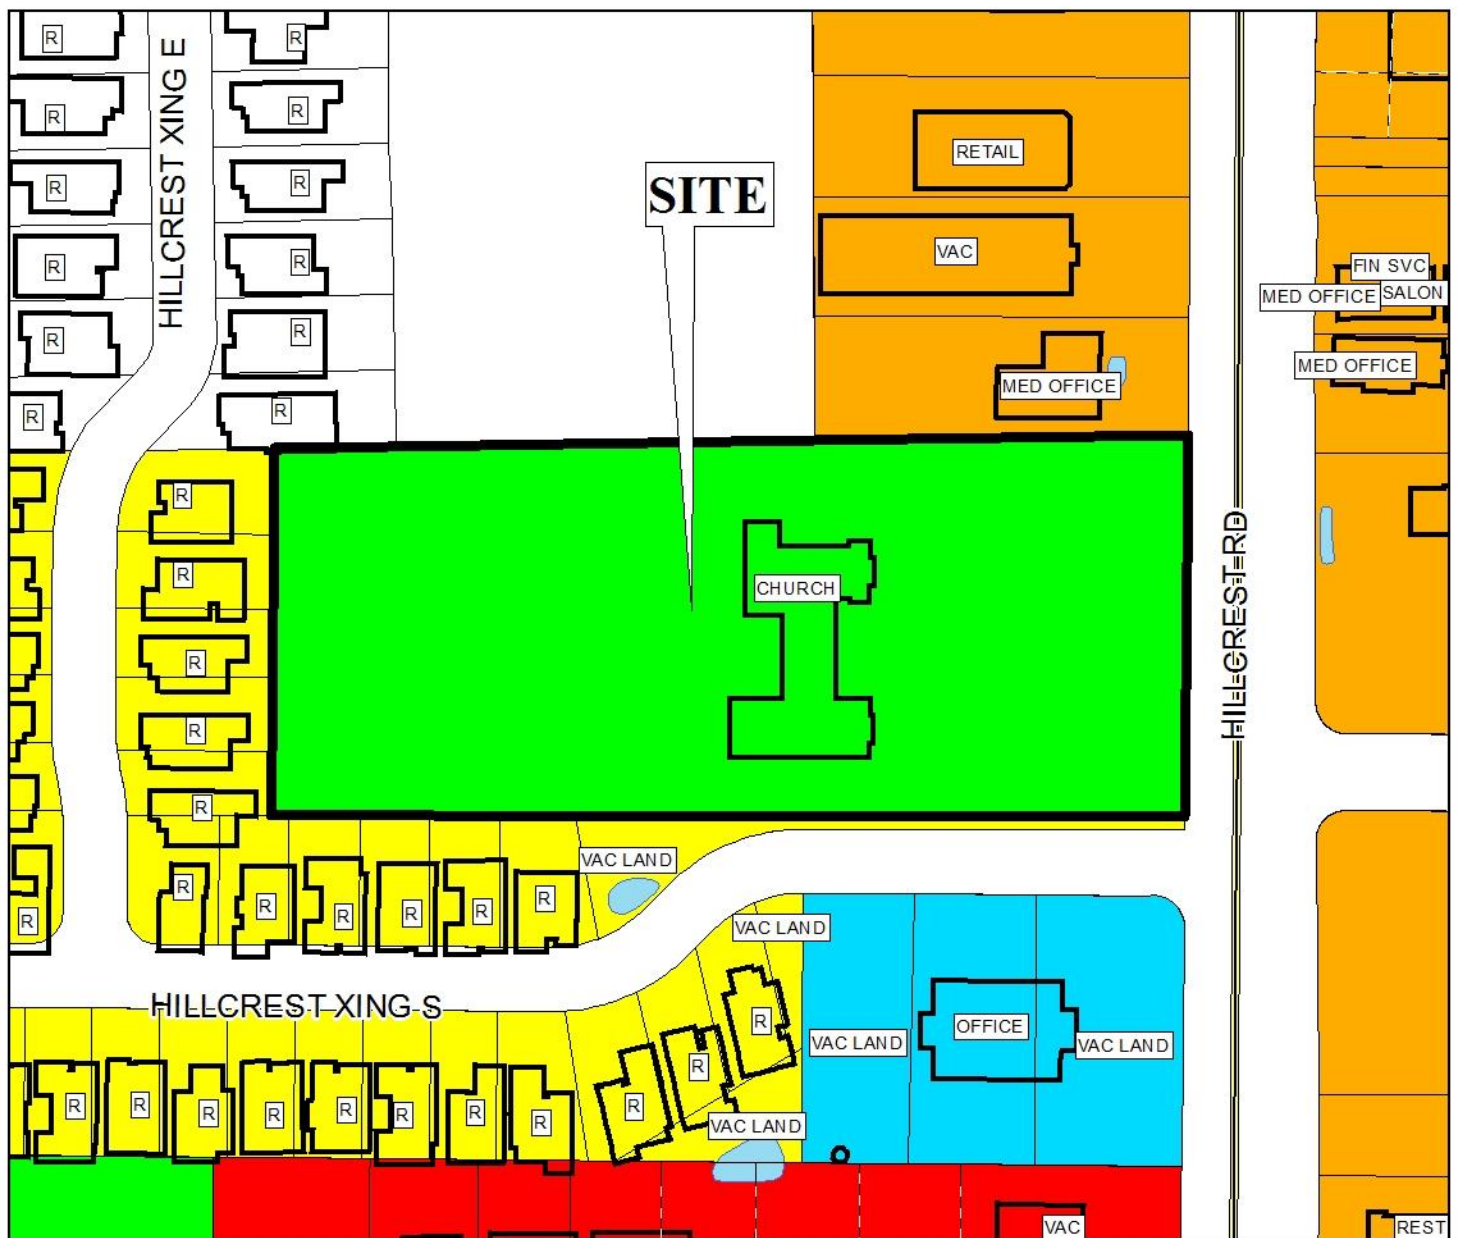 R
R
HILLCREST XING E
R
R
RETAIL
SITE
R
R
VAC
R
R
FIN SVC
MED OFFICE
SALON
R
R
MED OFFICE
MED OFFICE
R
R
R
R
CHURCH
HILLCREST RD
R
R
R
VAC LAND
R
R
R
R
R
R
R
VAC LAND
HILLCREST XING S
R
OFFICE
VAC LAND
VAC LAND
R
R
R
R
R
R
R
R
R
R
R
VAC LAND
VAC
REST